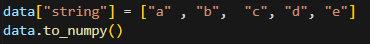 data["string"] = ["a" , "b",  "c", "d", "e"]
data.to_numpy()